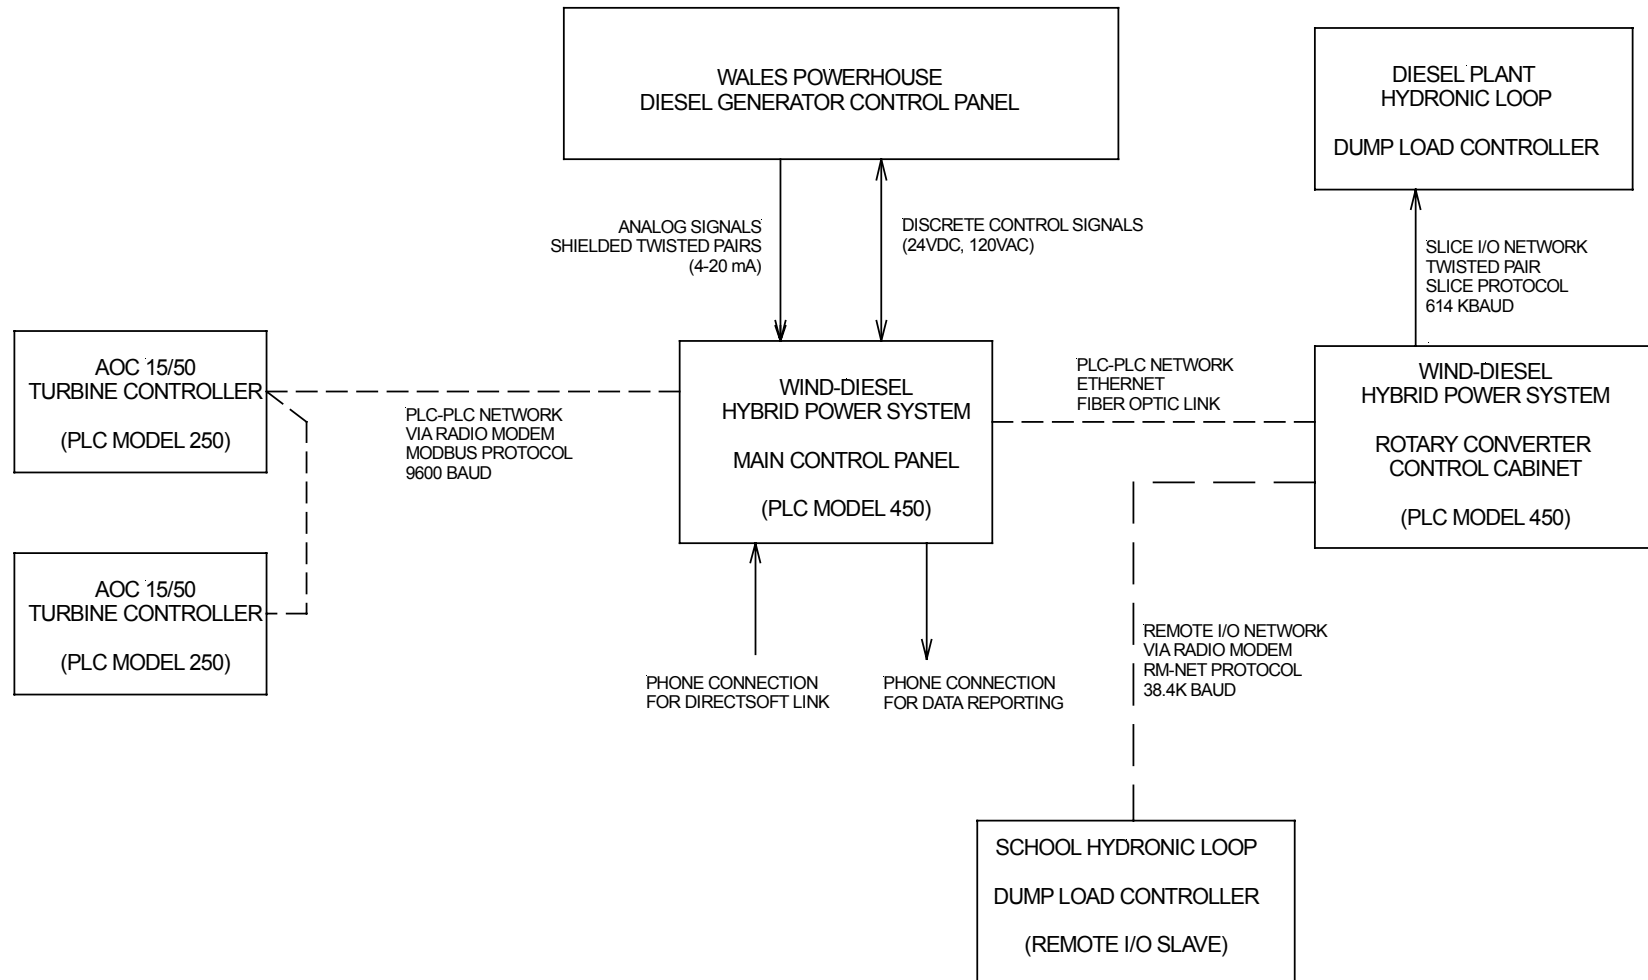 WALES POWERHOUSE
DIESEL GENERATOR CONTROL PANEL
DIESEL PLANT
HYDRONIC LOOP
DUMP LOAD CONTROLLER
ANALOG SIGNALS
SHIELDED TWISTED PAIRS
(4-20 mA)
DISCRETE CONTROL SIGNALS
(24VDC, 120VAC)
SLICE I/O NETWORK
TWISTED PAIR
SLICE PROTOCOL
614 KBAUD
AOC 15/50
TURBINE CONTROLLER
(PLC MODEL 250)
PLC-PLC NETWORK
VIA RADIO MODEM
MODBUS PROTOCOL
9600 BAUD
WIND-DIESEL
HYBRID POWER SYSTEM
MAIN CONTROL PANEL
(PLC MODEL 450)
PLC-PLC NETWORK
ETHERNET
FIBER OPTIC LINK
WIND-DIESEL
HYBRID POWER SYSTEM
ROTARY CONVERTER
CONTROL CABINET
(PLC MODEL 450)
AOC 15/50
TURBINE CONTROLLER
(PLC MODEL 250)
PHONE CONNECTION
FOR DIRECTSOFT LINK
PHONE CONNECTION
FOR DATA REPORTING
REMOTE I/O NETWORK
VIA RADIO MODEM
RM-NET PROTOCOL
38.4K BAUD
SCHOOL HYDRONIC LOOP
DUMP LOAD CONTROLLER
(REMOTE I/O SLAVE)